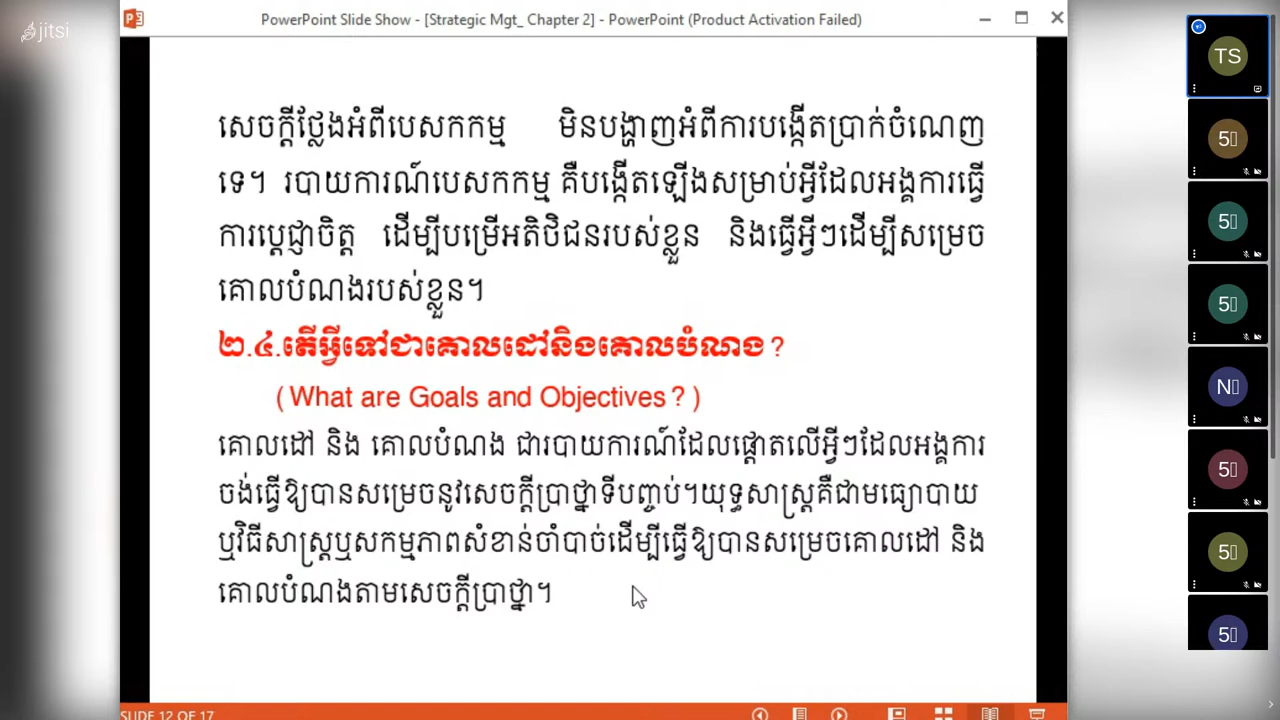 jitsi
PowerPoint Slide Show - [Strategic Mgt_ Chapter 2] - PowerPoint (Product Activation Failed)
សេចក្តីថ្លែងអំពីបេសកកម្ម មិនបង្ហាញអំពីការបង្កើតប្រាក់ចំណេញ
ទេ។ របាយការណ៍បេសកកម្ម គឺបង្កើតឡើងសម្រាប់អ្វីដែលអង្គការធ្វើ
ការប្តេជ្ញាចិត្ត ដើម្បីបម្រើអតិថិជនរបស់ខ្លួន និងធ្វើអ្វីៗដើម្បីសម្រេច
គោលបំណងរបស់ខ្លួន។
២.៤.តើអ្វីទៅជាគោលដៅនិងគោលបំណង ?
( What are Goals and Objectives ? )
គោលដៅ និង គោលបំណង ជារបាយការណ៍ដែលផ្តោតលើអ្វីៗដែលអង្គការ
ចង់ធ្វើឱ្យបានសម្រេចនូវសេចក្តីប្រាថ្នាទីបញ្ចប់។យុទ្ធសាស្ត្រគឺជាមធ្យោបាយ
ឬវិធីសាស្ត្រឬសកម្មភាពសំខាន់ចាំបាច់ដើម្បីធ្វើឱ្យបានសម្រេចគោលដៅ និង
គោលបំណងតាមសេចក្តីប្រាថ្នា។
SLIDE 12 OF 17
TS
5
5
5
N
5
5
5